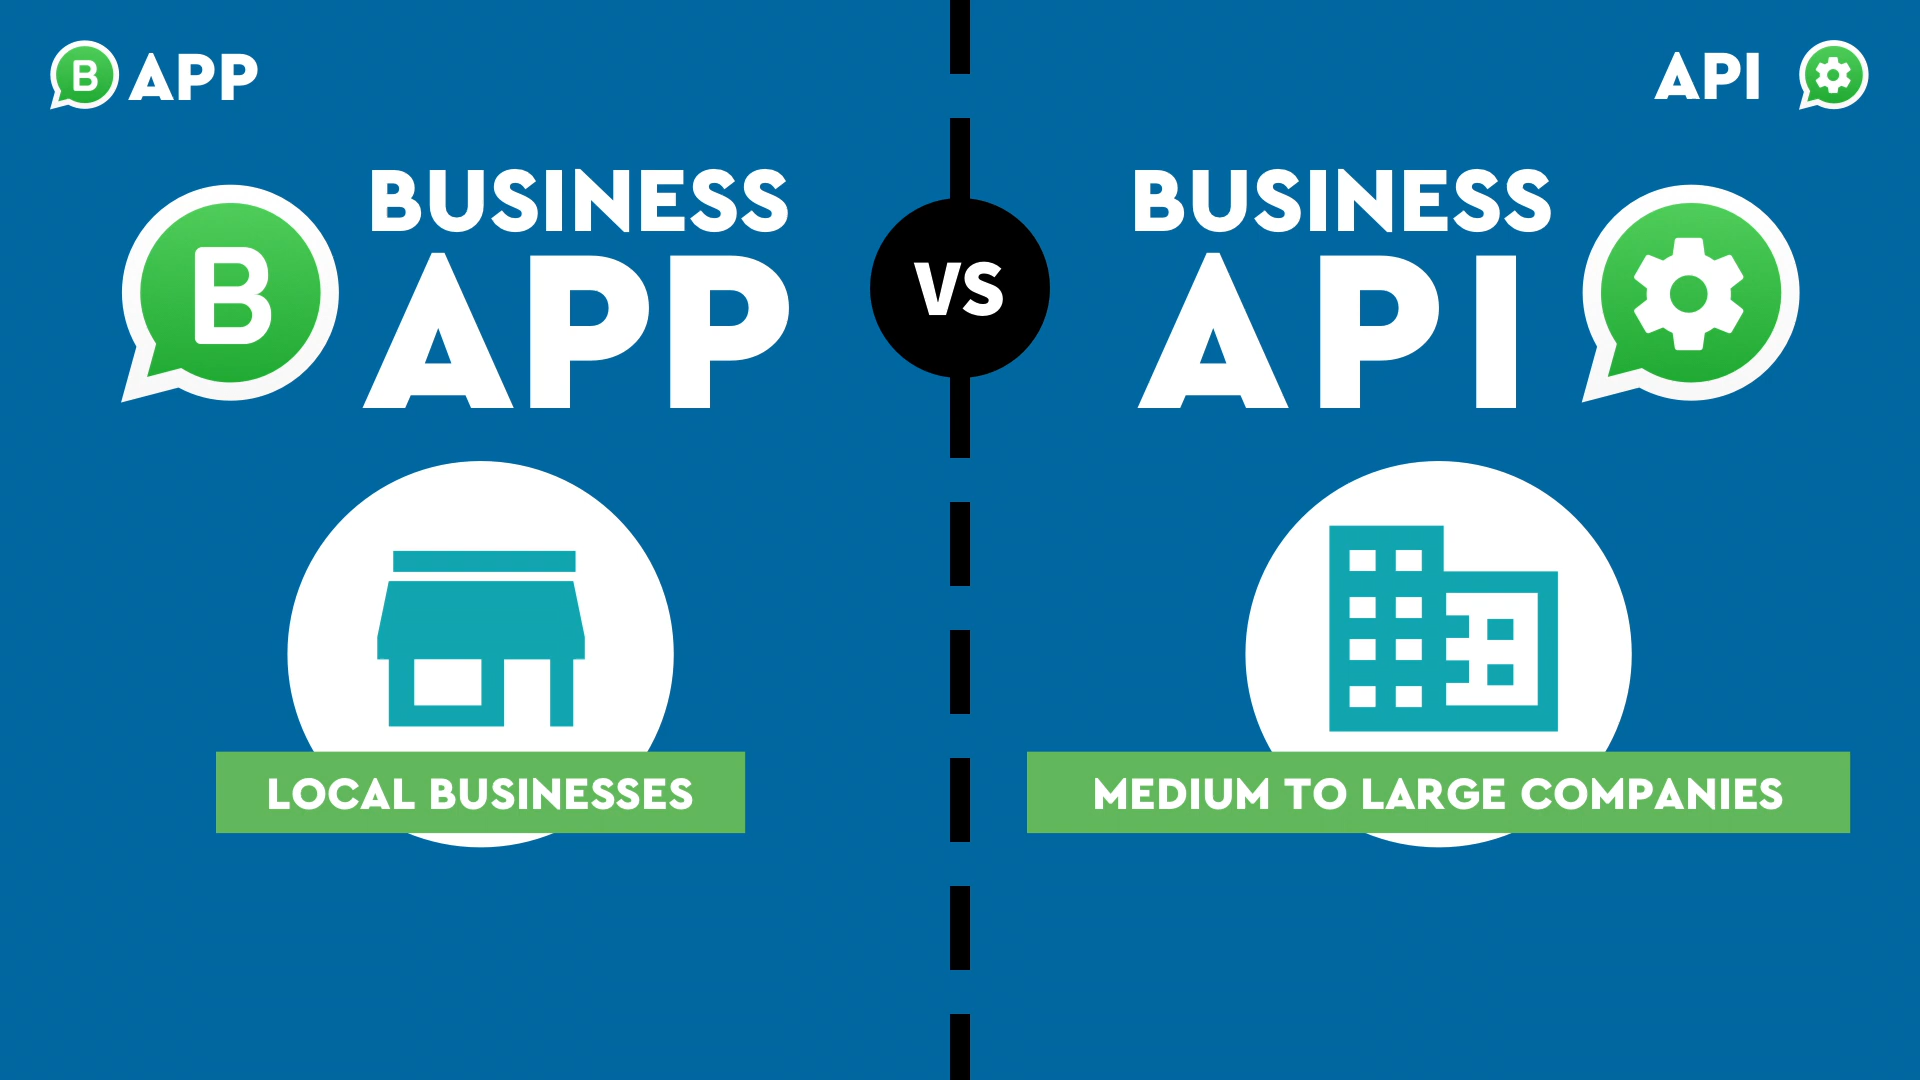 B APP
API
BUSINESS
APP
B
VS
BUSINESS
API
LOCAL BUSINESSES
MEDIUM TO LARGE COMPANIES